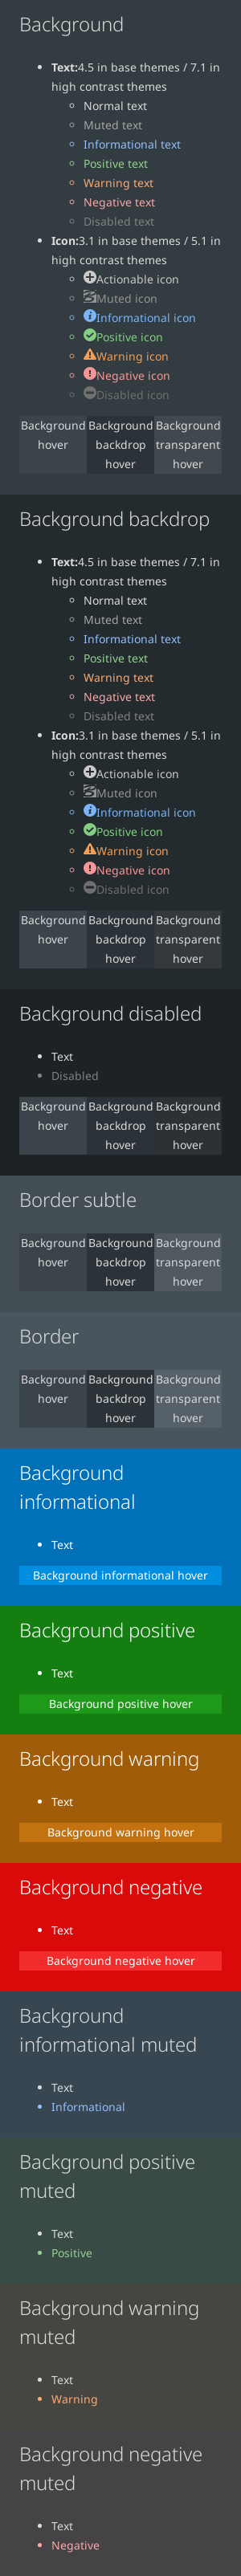 Background
Text:4.5 in base themes / 7.1 in
high contrast themes
Normal text
Muted text
Informational text
Positive text
Warning text
Negative text
Disabled text
Icon:3.1 in base themes / 5.1 in
high contrast themes
Actionable icon
Muted icon
Informational icon
Positive icon
Warning icon
Negative icon
Disabled icon
Background Background Background
hover backdrop transparent
hover hover
Background backdrop
Text:4.5 in base themes / 7.1 in
high contrast themes
Normal text
Muted text
Informational text
Positive text
Warning text
Negative text
Disabled text
Icon:3.1 in base themes / 5.1 in
high contrast themes
Actionable icon
Muted icon
Informational icon
Positive icon
Warning icon
Negative icon
Disabled icon
Background Background Background
hover backdrop transparent
hover hover
Background disabled
Text
Disabled
Background Background Background
hover backdrop transparent
hover hover
Border subtle
Background Background Background
hover backdrop transparent
hover hover
Border
Background Background Background
hover backdrop transparent
hover hover
Background
informational
Text
Background informational hover
Background positive
Text
Background positive hover
Background warning
Text
Background warning hover
Background negative
Text
Background negative hover
Background
informational muted
Text
Informational
Background positive
muted
Text
Positive
Background warning
muted
Text
Warning
Background negative
muted
Text
Negative